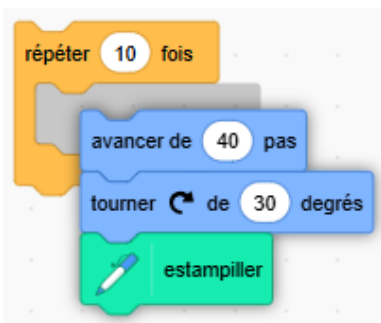 répéter 10 fois
avancer de 40 pas
tourner de 30 degrés
estampiller